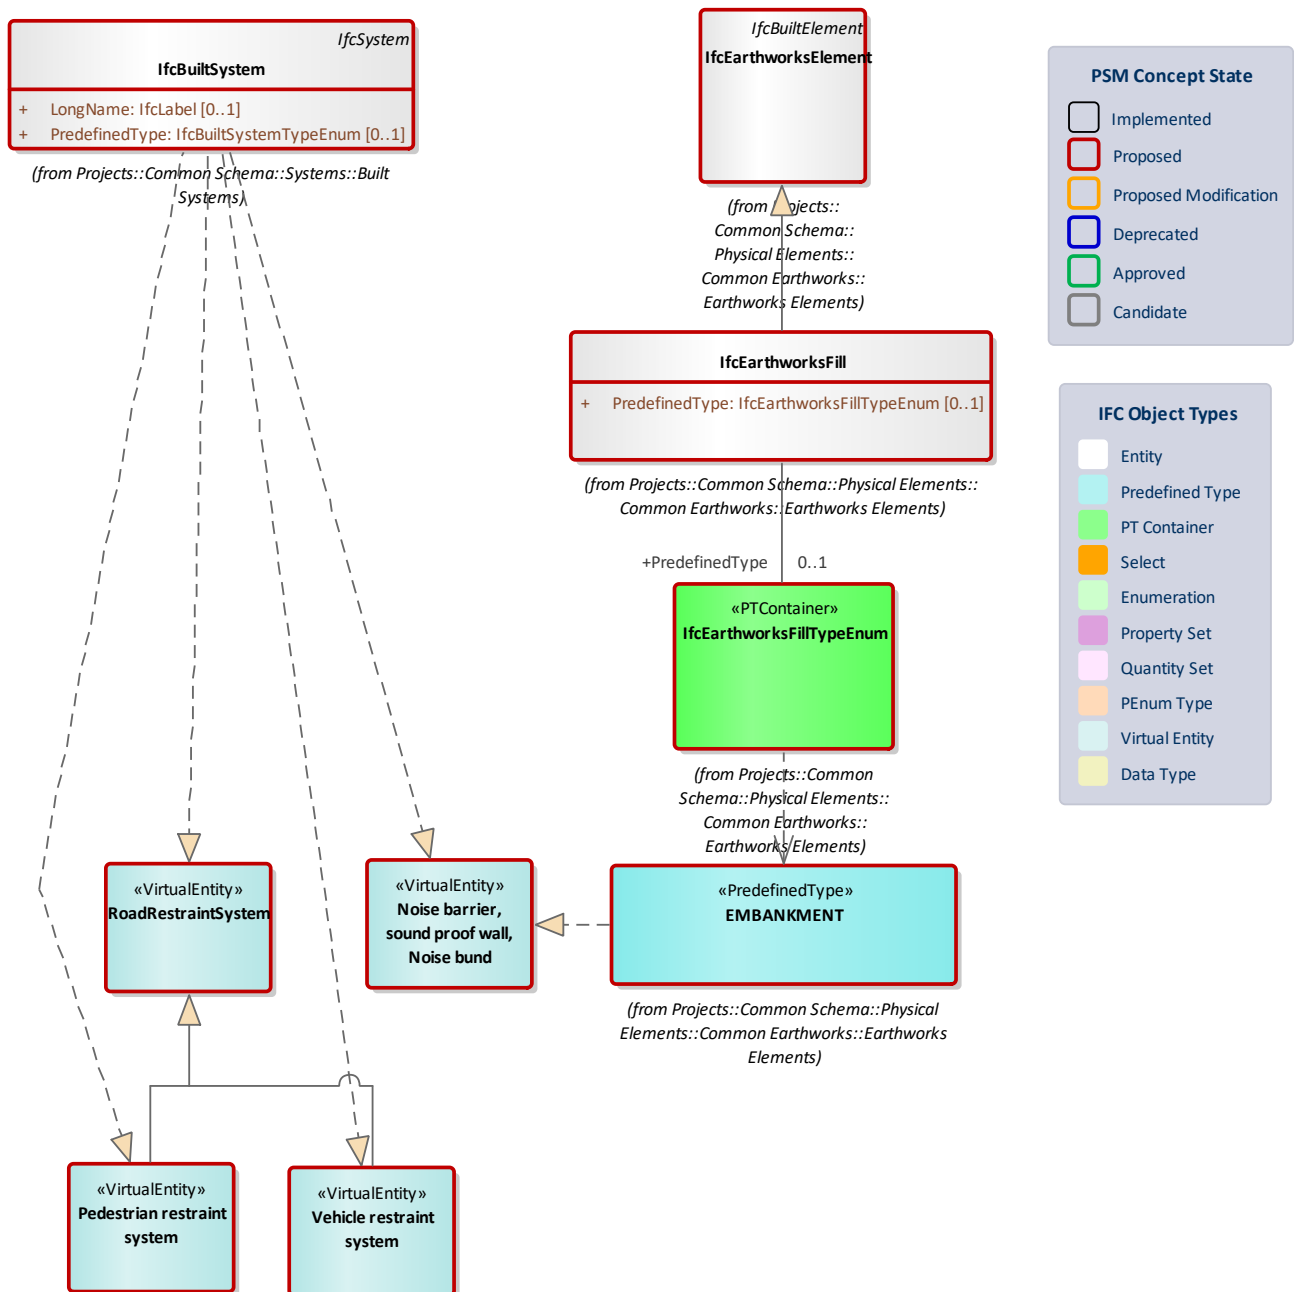 IfcSystem
IfcBuiltSystem
+ LongName: IfcLabel [0..1]
+ PredefinedType: IfcBuiltSystemTypeEnum [0..1]
(from Projects::Common Schema::Systems::Built
Systems)
IfcBuiltElement
IfcEarthworksElement
(from Projects::
Common Schema::
Physical Elements::
Common Earthworks::
Earthworks Elements)
IfcEarthworksFill
+ PredefinedType: IfcEarthworksFillTypeEnum [0..1]
(from Projects::Common Schema::Physical Elements::
Common Earthworks::Earthworks Elements)
+PredefinedType 0..1
«PTContainer»
IfcEarthworksFillTypeEnum
(from Projects::Common
Schema::Physical Elements::
Common Earthworks::
Earthworks Elements)
«VirtualEntity»
RoadRestraintSystem
«VirtualEntity»
Noise barrier,
sound proof wall,
Noise bund
«PredefinedType»
EMBANKMENT
(from Projects::Common Schema::Physical
Elements::Common Earthworks::Earthworks
Elements)
«VirtualEntity»
Pedestrian restraint
system
«VirtualEntity»
Vehicle restraint
system
PSM Concept State
Implemented
Proposed
Proposed Modification
Deprecated
Approved
Candidate
IFC Object Types
Entity
Predefined Type
PT Container
Select
Enumeration
Property Set
Quantity Set
PEnum Type
Virtual Entity
Data Type